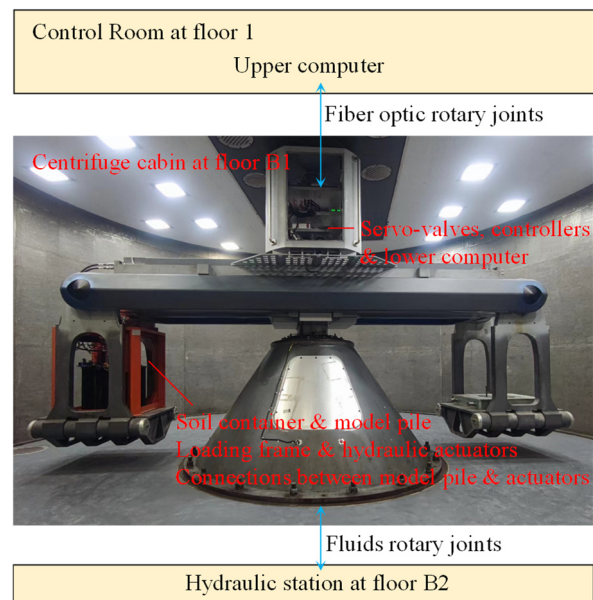 Control Room at floor 1
Upper computer
Fiber optic rotary joints
Centrifuge cabin at floor B1
Servo-valves, controllers
& lower computer
Soil container & model pile
Loading frame & hydraulic actuators
Connections between model pile & actuators
Fluids rotary joints
Hydraulic station at floor B2